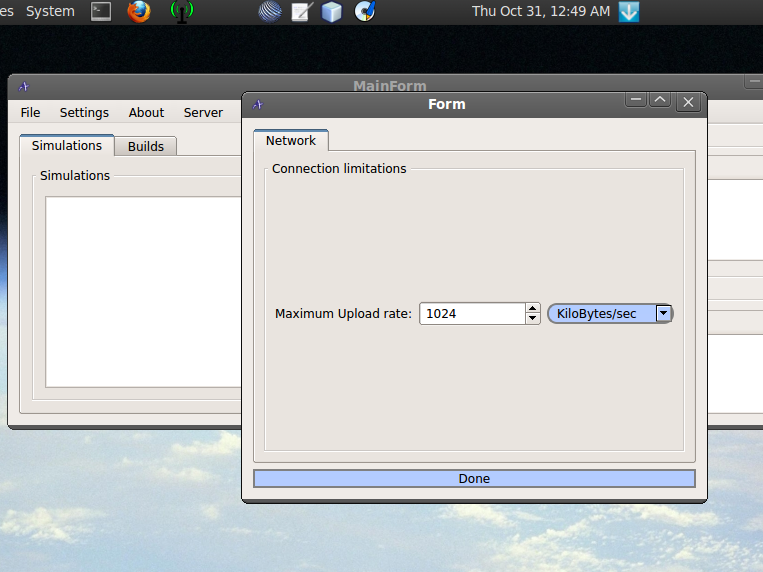 es System Thu Oct 31, 12:49 AM
MainForm
Form
File Settings About Server
Network
Simulations Builds
Connection limitations
Simulations
Maximum Upload rate: 1024 KiloBytes/sec
Done